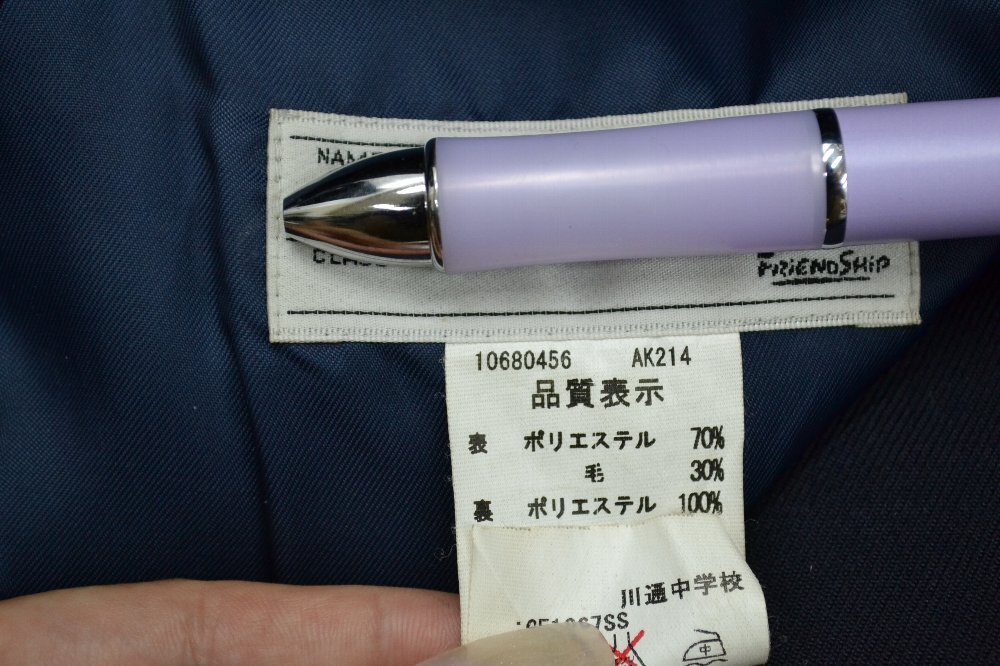 NAME
CLASS
FRIENDSHIP
10680456 AK214
品質表示
表 ポリエステル 70%
毛 30%
裏 ポリエステル 100%
川通中学校
中